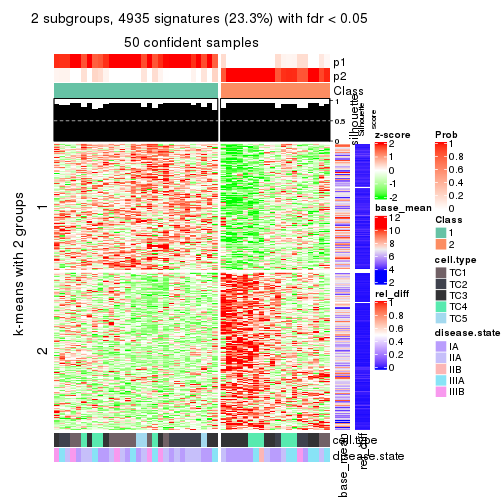 2 subgroups, 4935 signatures (23.3%) with fdr < 0.05
50 confident samples
p1
p2
Class
1
0.5
0
silhouette
Silhouette
score
k-means with 2 groups
1
2
cell.type
disease.state
base_mean
rel_diff
z-score
2
1
0
-1
-2
base_mean
12
10
8
6
4
2
rel_diff
1
0.8
0.6
0.4
0.2
0
Prob
1
0.8
0.6
0.4
0.2
0
Class
1
2
cell.type
TC1
TC2
TC3
TC4
TC5
disease.state
IA
IIA
IIB
IIIA
IIIB